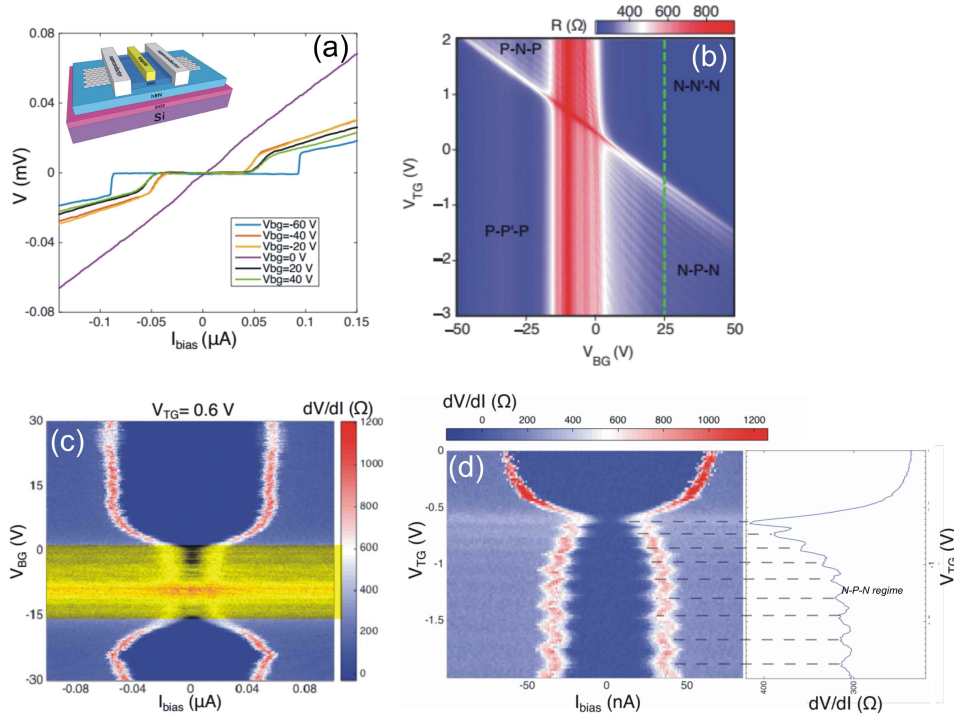 (a)
0.08
0.04
0
-0.04
-0.08
V (mV)
-0.1
-0.05
0
0.05
0.1
0.15
I_bias (µA)
hBN
SiO2
Si
Vbg=-60 V
Vbg=-40 V
Vbg=-20 V
Vbg=0 V
Vbg=20 V
Vbg=40 V
R (Ω)
400
800
(b)
P-N-P
N-N'-N
P-P'-P
N-P-N
2
1
0
−1
−2
−3
V_TG (V)
−50
−25
0
25
50
V_BG (V)
V_TG= 0.6 V
dV/dI (Ω)
(c)
30
15
0
-15
-30
V_BG (V)
-0.08
-0.04
0
0.04
0.08
I_bias (µA)
1200
1000
800
600
400
200
0
dV/dI (Ω)
0
200
400
600
800
1000
1200
(d)
0
-0.5
-1
-1.5
V_TG (V)
-50
0
50
I_bias (nA)
N-P-N regime
400
300
dV/dI (Ω)
V_TG (V)